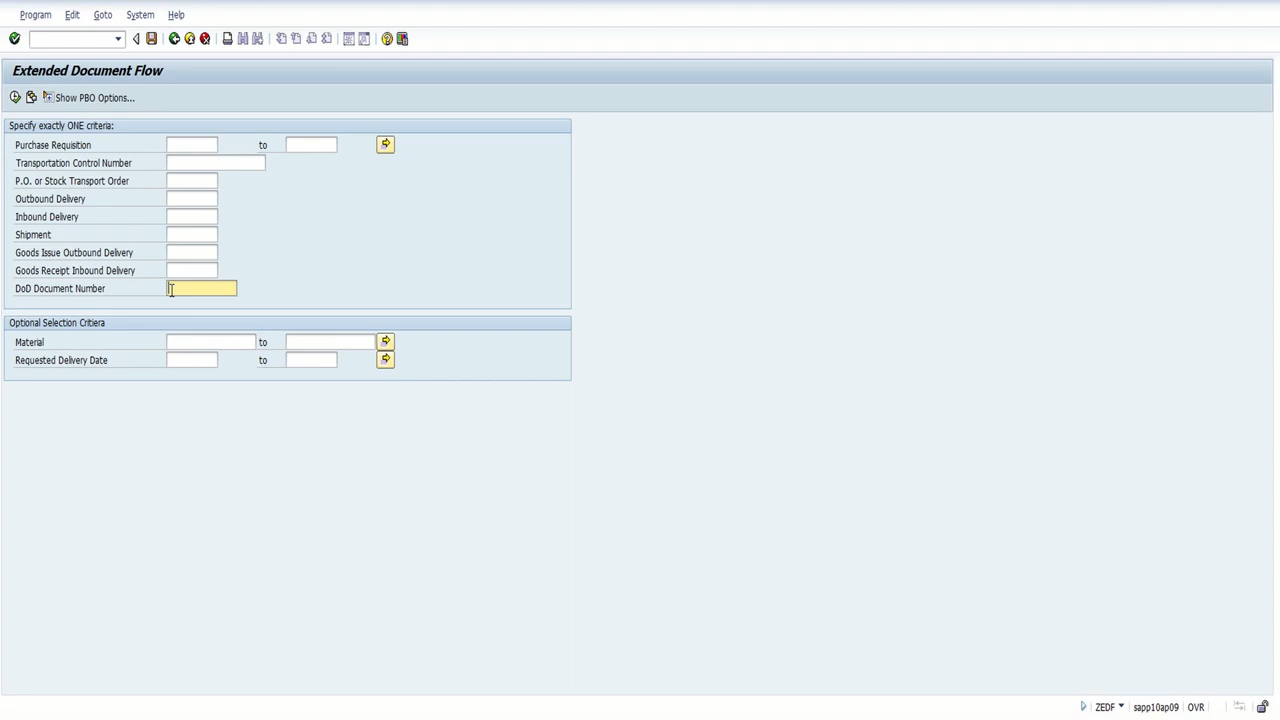 Program Edit Goto System Help
Extended Document Flow
Show PBO Options...
Specify exactly ONE criteria:
Purchase Requisition to
Transportation Control Number
P.O. or Stock Transport Order
Outbound Delivery
Inbound Delivery
Shipment
Goods Issue Outbound Delivery
Goods Receipt Inbound Delivery
DoD Document Number
Optional Selection Critiera
Material to
Requested Delivery Date to
ZEDF sapp10ap09 OVR